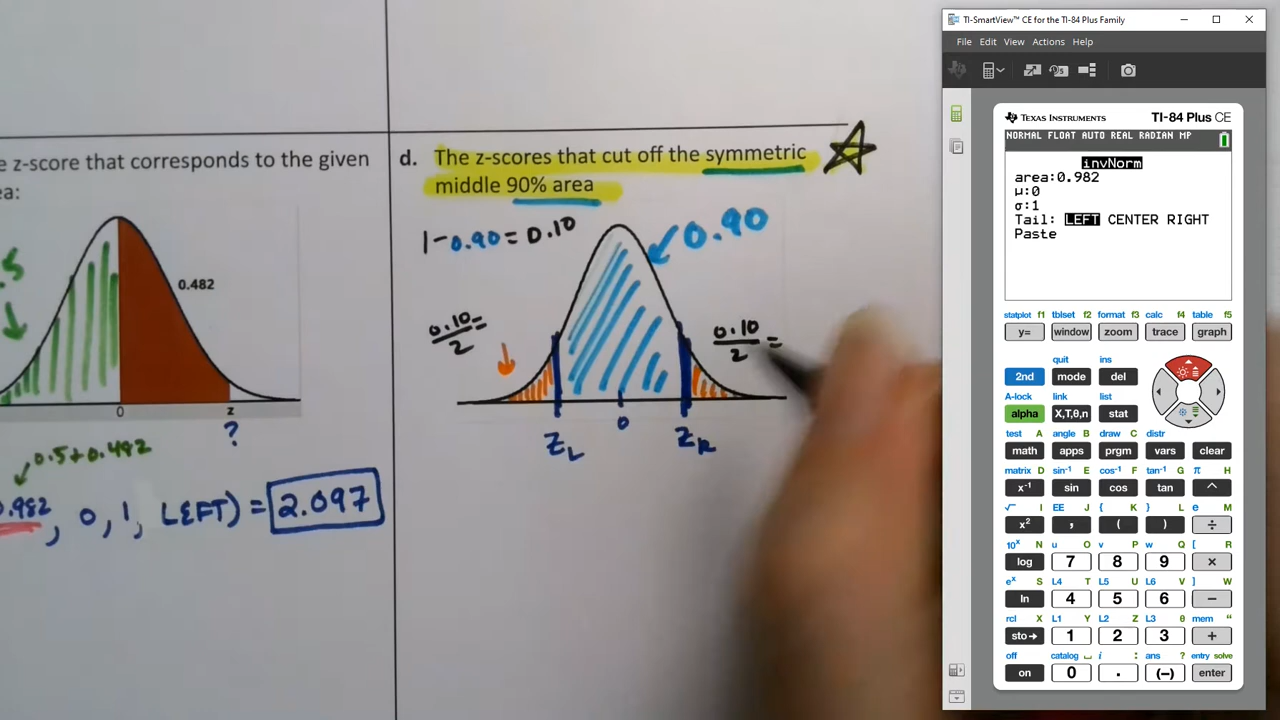 e z-score that corresponds to the given
ea:
.5
0.482
0
z
?
0.5+0.482
0.982, 0, 1, LEFT) = 2.097
d. The z-scores that cut off the symmetric
middle 90% area
1-0.90=0.10
0.90
0.10/2 =
0.10/2 =
0
ZL
ZR
TI-SmartView™ CE for the TI-84 Plus Family
File Edit View Actions Help
TEXAS INSTRUMENTS TI-84 Plus CE
NORMAL FLOAT AUTO REAL RADIAN MP
invNorm
area:0.982
μ:0
σ:1
Tail: LEFT CENTER RIGHT
Paste
statplot f1 tblset f2 format f3 calc f4 table f5
y= window zoom trace graph
quit ins
2nd mode del
A-lock link list
alpha X,T,θ,n stat
test A angle B draw C distr
math apps prgm vars clear
matrix D sin⁻¹ E cos⁻¹ F tan⁻¹ G π H
x⁻¹ sin cos tan ^
√ I EE J { K } L e M
x² , ( ) ÷
10ˣ N u O v P w Q [ R
log 7 8 9 ×
eˣ S L4 T L5 U L6 V ] W
ln 4 5 6 −
rcl X L1 Y L2 Z L3 θ mem "
sto→ 1 2 3 +
off catalog i : ans ? entry solve
on 0 . (−) enter